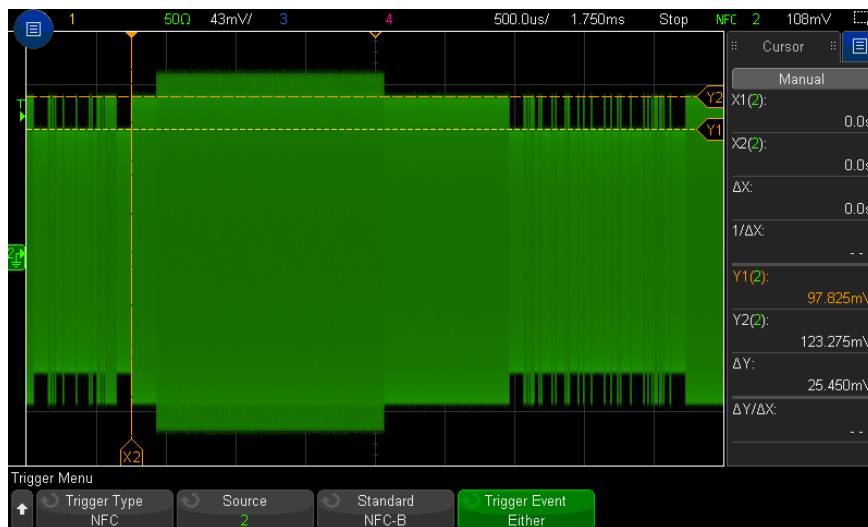 1 50Ω 43mV/ 3 4 500.0us/ 1.750ms Stop NFC 2 108mV
Cursor
Manual
T
Y2
X1(2):
0.0s
Y1
X2(2):
0.0s
ΔX:
0.0s
1/ΔX:
--
2
Y1(2):
97.825mV
Y2(2):
123.275mV
ΔY:
25.450mV
ΔY/ΔX:
--
X2
Trigger Menu
Trigger Type
NFC
Source
2
Standard
NFC-B
Trigger Event
Either